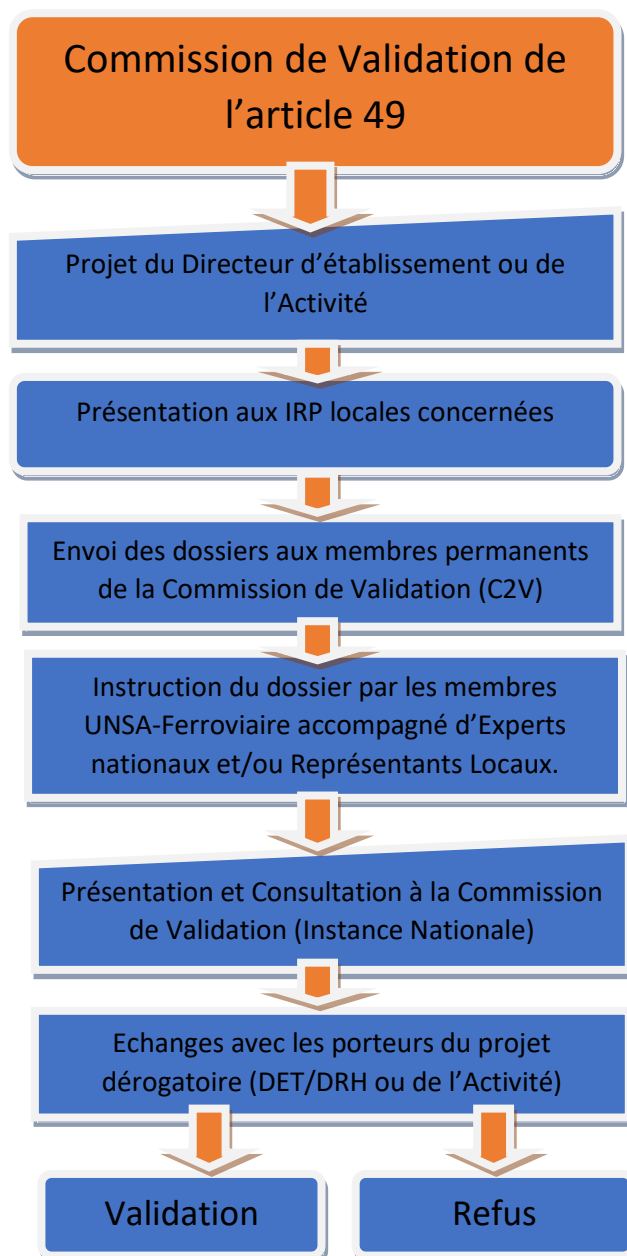 Commission de Validation de
l’article 49
Projet du Directeur d’établissement ou de
l’Activité
Présentation aux IRP locales concernées
Envoi des dossiers aux membres permanents
de la Commission de Validation (C2V)
Instruction du dossier par les membres
UNSA-Ferroviaire accompagné d’Experts
nationaux et/ou Représentants Locaux.
Présentation et Consultation à la Commission
de Validation (Instance Nationale)
Echanges avec les porteurs du projet
dérogatoire (DET/DRH ou de l’Activité)
Validation
Refus